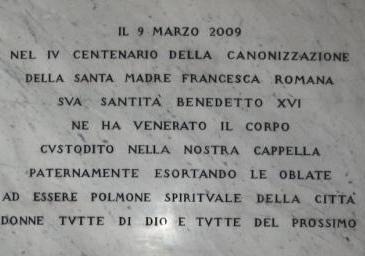 IL 9 MARZO 2009
NEL IV CENTENARIO DELLA CANONIZZAZIONE
DELLA SANTA MADRE FRANCESCA ROMANA
SVA SANTITA' BENEDETTO XVI
NE HA VENERATO IL CORPO
CVSTODITO NELLA NOSTRA CAPPELLA
PATERNAMENTE ESORTANDO LE OBLATE
AD ESSERE POLMONE SPIRITVALE DELLA CITTA'
DONNE TVTTE DI DIO E TVTTE DEL PROSSIMO